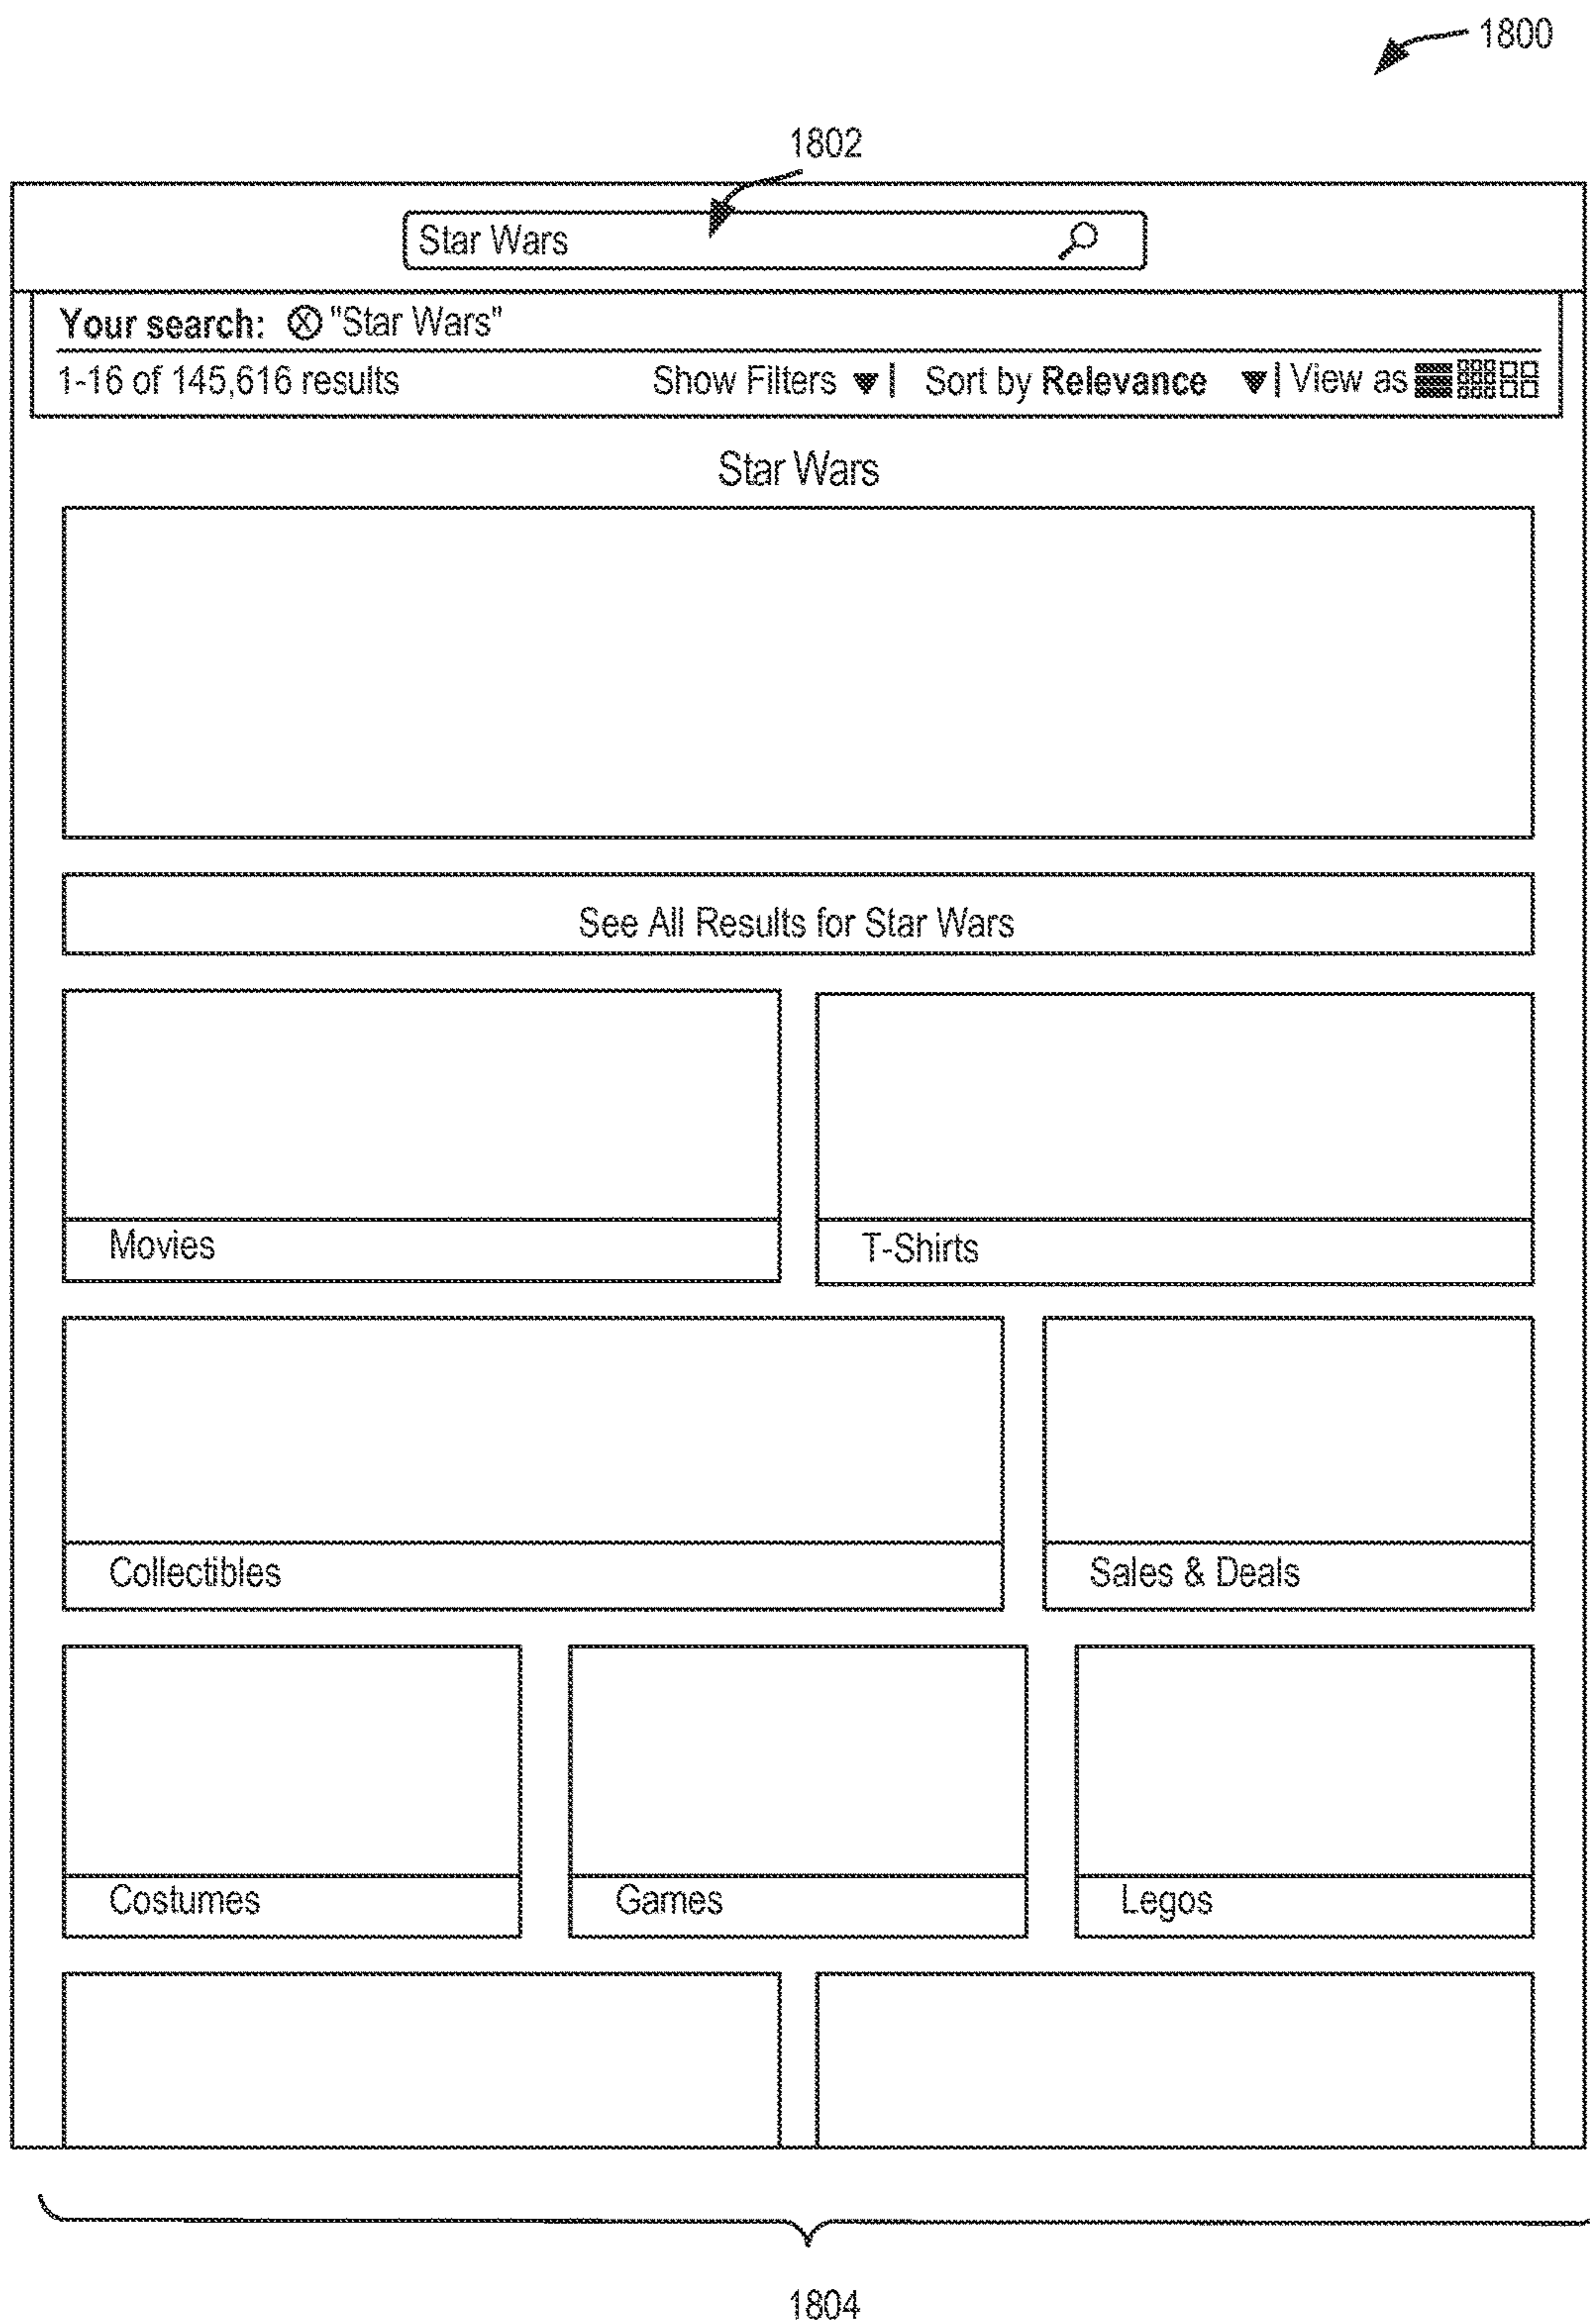 1800
1802
Star Wars
Your search: ⓧ "Star Wars"
1-16 of 145,616 results Show Filters ▼ | Sort by Relevance ▼ | View as
Star Wars
See All Results for Star Wars
Movies T-Shirts
Collectibles Sales & Deals
Costumes Games Legos
1804